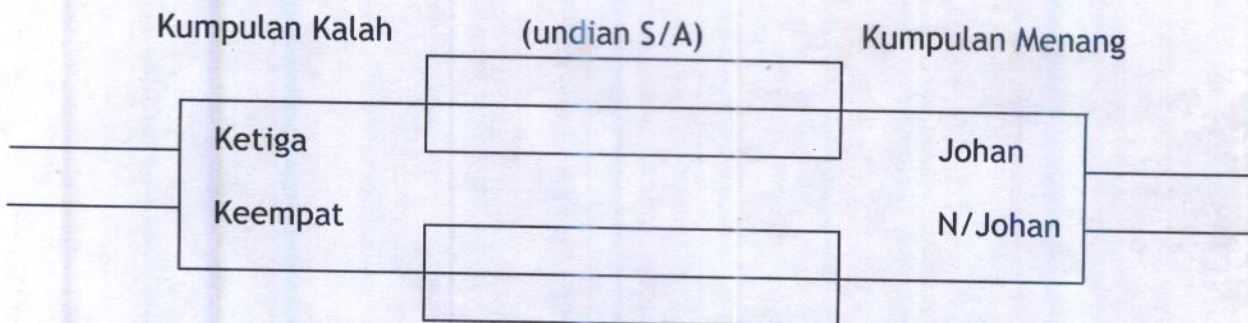 Kumpulan Kalah (undian S/A) Kumpulan Menang
Ketiga Johan
Keempat N/Johan